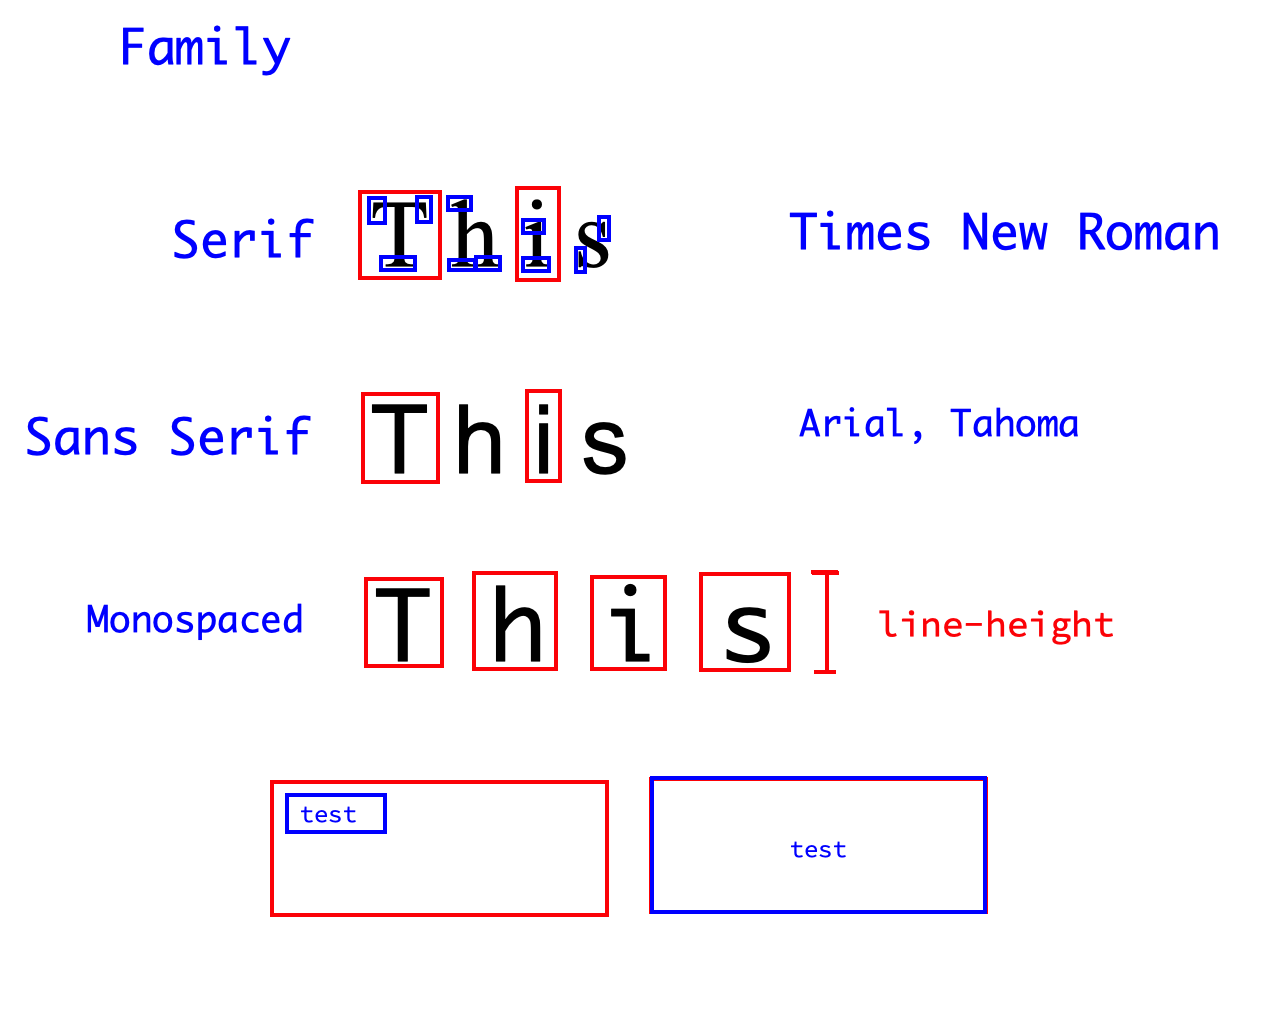 Family
Serif This Times New Roman
Sans Serif This Arial, Tahoma
Monospaced This line-height
test test